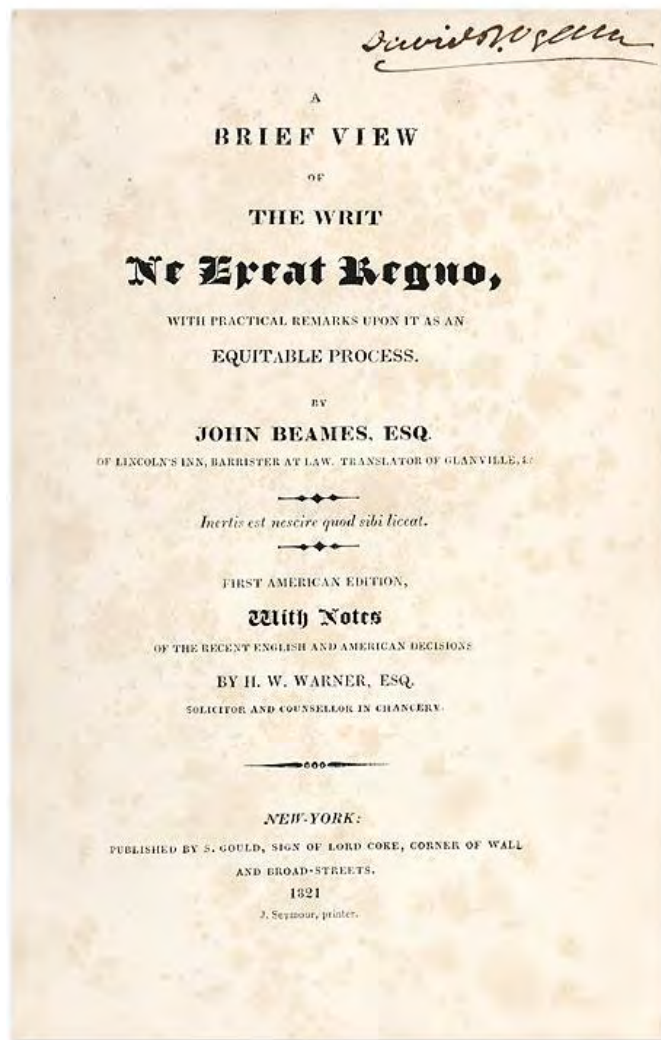 David B. Ogden
A
BRIEF VIEW
OF
THE WRIT
Ne Exeat Regno,
WITH PRACTICAL REMARKS UPON IT AS AN
EQUITABLE PROCESS.
BY
JOHN BEAMES, ESQ.
OF LINCOLN'S INN, BARRISTER AT LAW. TRANSLATOR OF GLANVILLE, &c
Inertis est nescire quod sibi liceat.
FIRST AMERICAN EDITION,
With Notes
OF THE RECENT ENGLISH AND AMERICAN DECISIONS
BY H. W. WARNER, ESQ.
SOLICITOR AND COUNSELLOR IN CHANCERY.
NEW-YORK:
PUBLISHED BY S. GOULD, SIGN OF LORD COKE, CORNER OF WALL
AND BROAD-STREETS.
1821
J. Seymour, printer.